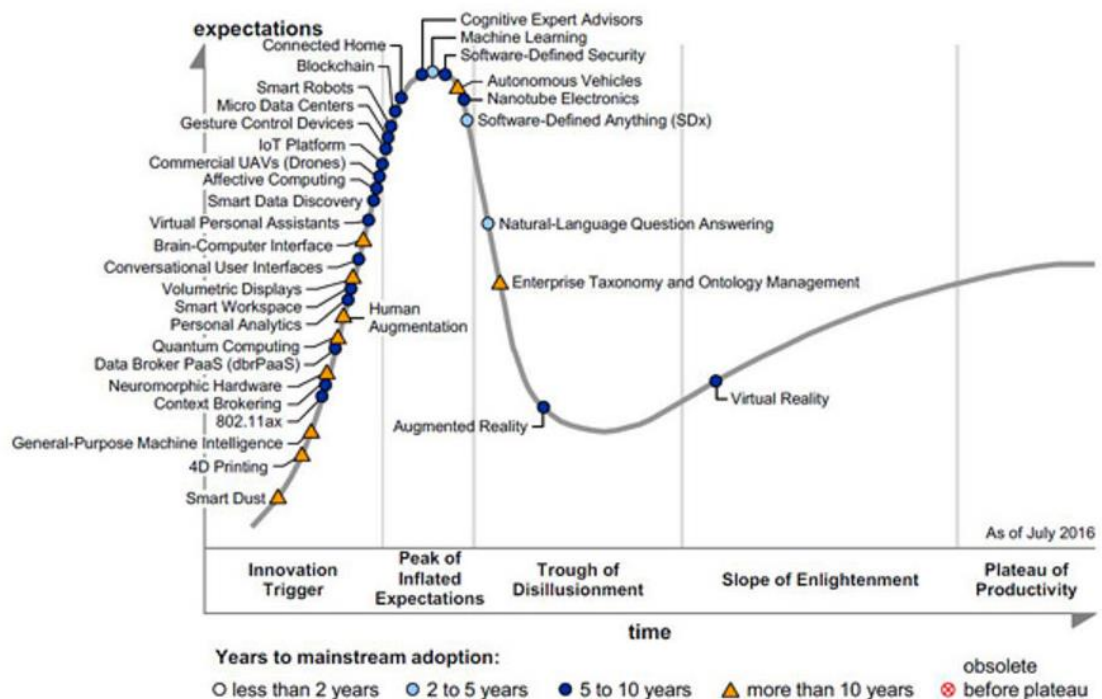 expectations
Cognitive Expert Advisors
Connected Home
Machine Learning
Software-Defined Security
Blockchain
Smart Robots
Autonomous Vehicles
Micro Data Centers
Nanotube Electronics
Gesture Control Devices
Software-Defined Anything (SDx)
IoT Platform
Commercial UAVs (Drones)
Affective Computing
Smart Data Discovery
Virtual Personal Assistants
Natural-Language Question Answering
Brain-Computer Interface
Conversational User Interfaces
Volumetric Displays
Enterprise Taxonomy and Ontology Management
Smart Workspace
Personal Analytics
Human
Augmentation
Quantum Computing
Data Broker PaaS (dbrPaaS)
Neuromorphic Hardware
Context Brokering
Virtual Reality
802.11ax
Augmented Reality
General-Purpose Machine Intelligence
4D Printing
Smart Dust
As of July 2016
Innovation
Trigger
Peak of
Inflated
Expectations
Trough of
Disillusionment
Slope of Enlightenment
Plateau of
Productivity
time
Years to mainstream adoption:
less than 2 years
2 to 5 years
5 to 10 years
more than 10 years
obsolete
before plateau